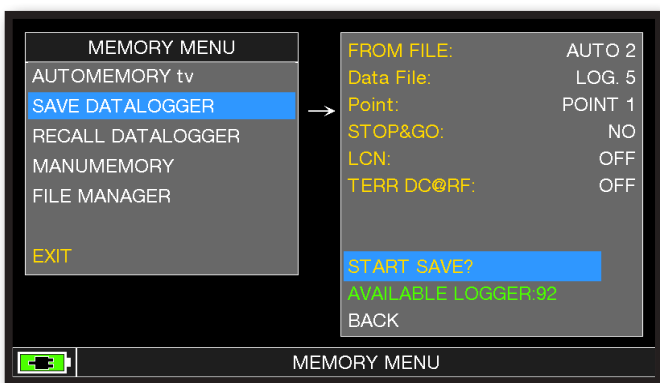 MEMORY MENU
AUTOMEMORY tv
SAVE DATALOGGER
RECALL DATALOGGER
MANUMEMORY
FILE MANAGER
EXIT
FROM FILE: AUTO 2
Data File: LOG. 5
Point: POINT 1
STOP&GO: NO
LCN: OFF
TERR DC@RF: OFF
START SAVE?
AVAILABLE LOGGER:92
BACK
MEMORY MENU